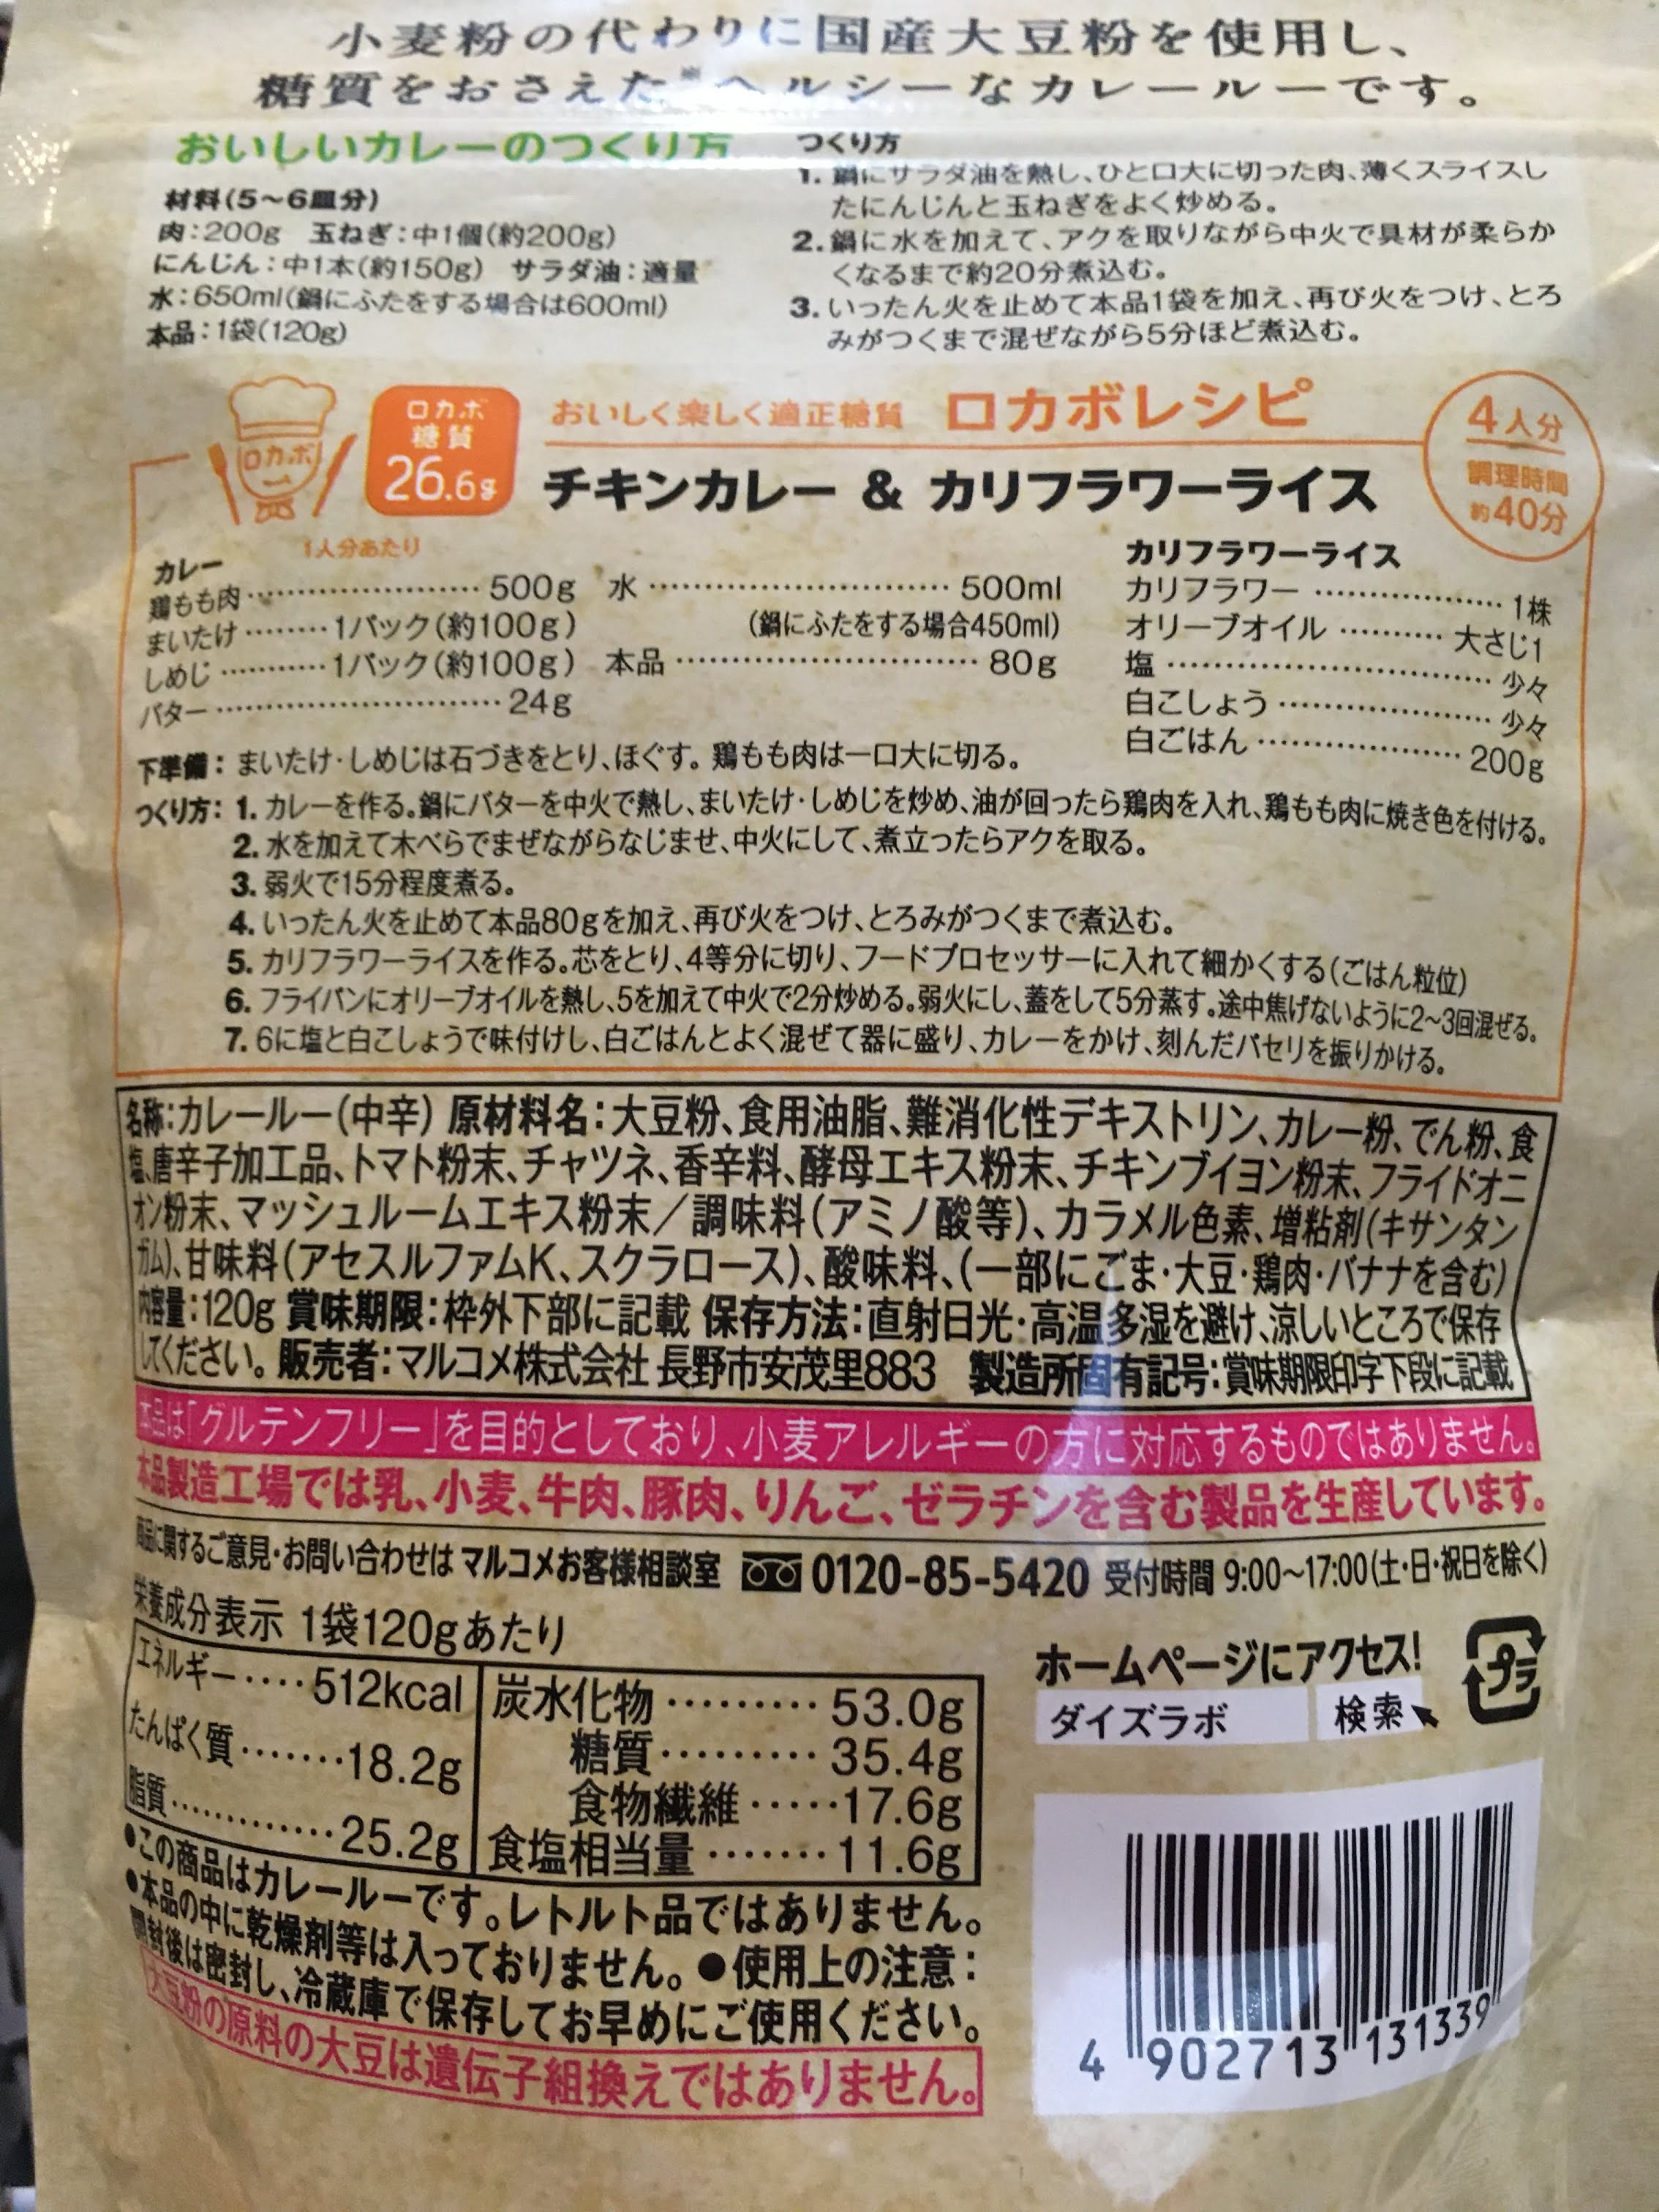 小麦粉の代わりに国産大豆粉を使用し、
糖質をおさえた※ヘルシーなカレールーです。
おいしいカレーのつくり方
材料(5〜6皿分)
肉:200g 玉ねぎ:中1個(約200g)
にんじん:中1本(約150g) サラダ油:適量
水:650ml(鍋にふたをする場合は600ml)
本品:1袋(120g)
つくり方
1. 鍋にサラダ油を熱し、ひと口大に切った肉、薄くスライスし
たにんじんと玉ねぎをよく炒める。
2. 鍋に水を加えて、アクを取りながら中火で具材が柔らか
くなるまで約20分煮込む。
3. いったん火を止めて本品1袋を加え、再び火をつけ、とろ
みがつくまで混ぜながら5分ほど煮込む。
ロカボ
ロカボ
糖質
26.6g
1人分あたり
おいしく楽しく適正糖質 ロカボレシピ
チキンカレー & カリフラワーライス
4人分
調理時間
約40分
カレー
鶏もも肉 …… 500g
まいたけ …… 1パック(約100g)
しめじ …… 1パック(約100g)
バター …… 24g
水 …… 500ml
(鍋にふたをする場合450ml)
本品 …… 80g
カリフラワーライス
カリフラワー …… 1株
オリーブオイル …… 大さじ1
塩 …… 少々
白こしょう …… 少々
白ごはん …… 200g
下準備: まいたけ・しめじは石づきをとり、ほぐす。鶏もも肉は一口大に切る。
つくり方: 1. カレーを作る。鍋にバターを中火で熱し、まいたけ・しめじを炒め、油が回ったら鶏肉を入れ、鶏もも肉に焼き色を付ける。
2. 水を加えて木べらでまぜながらなじませ、中火にして、煮立ったらアクを取る。
3. 弱火で15分程度煮る。
4. いったん火を止めて本品80gを加え、再び火をつけ、とろみがつくまで煮込む。
5. カリフラワーライスを作る。芯をとり、4等分に切り、フードプロセッサーに入れて細かくする(ごはん粒位)
6. フライパンにオリーブオイルを熱し、5を加えて中火で2分炒める。弱火にし、蓋をして5分蒸す。途中焦げないように2〜3回混ぜる。
7. 6に塩と白こしょうで味付けし、白ごはんとよく混ぜて器に盛り、カレーをかけ、刻んだパセリを振りかける。
名称:カレールー(中辛) 原材料名:大豆粉、食用油脂、難消化性デキストリン、カレー粉、でん粉、食
塩、唐辛子加工品、トマト粉末、チャツネ、香辛料、酵母エキス粉末、チキンブイヨン粉末、フライドオニ
オン粉末、マッシュルームエキス粉末/調味料(アミノ酸等)、カラメル色素、増粘剤(キサンタン
ガム)、甘味料(アセスルファムK、スクラロース)、酸味料、(一部にごま・大豆・鶏肉・バナナを含む)
内容量:120g 賞味期限:枠外下部に記載 保存方法:直射日光・高温多湿を避け、涼しいところで保存
してください。販売者:マルコメ株式会社 長野市安茂里883 製造所固有記号:賞味期限印字下段に記載
本品は「グルテンフリー」を目的としており、小麦アレルギーの方に対応するものではありません。
本品製造工場では乳、小麦、牛肉、豚肉、りんご、ゼラチンを含む製品を生産しています。
商品に関するご意見・お問い合わせは マルコメお客様相談室 0120-85-5420 受付時間 9:00〜17:00(土・日・祝日を除く)
栄養成分表示 1袋120gあたり
エネルギー …… 512kcal
たんぱく質 …… 18.2g
脂質 …… 25.2g
炭水化物 …… 53.0g
糖質 …… 35.4g
食物繊維 …… 17.6g
食塩相当量 …… 11.6g
ホームページにアクセス!
ダイズラボ 検索
プラ
●この商品はカレールーです。レトルト品ではありません。
●本品の中に乾燥剤等は入っておりません。●使用上の注意:
開封後は密封し、冷蔵庫で保存してお早めにご使用ください。
大豆粉の原料の大豆は遺伝子組換えではありません。
4 902713 131339